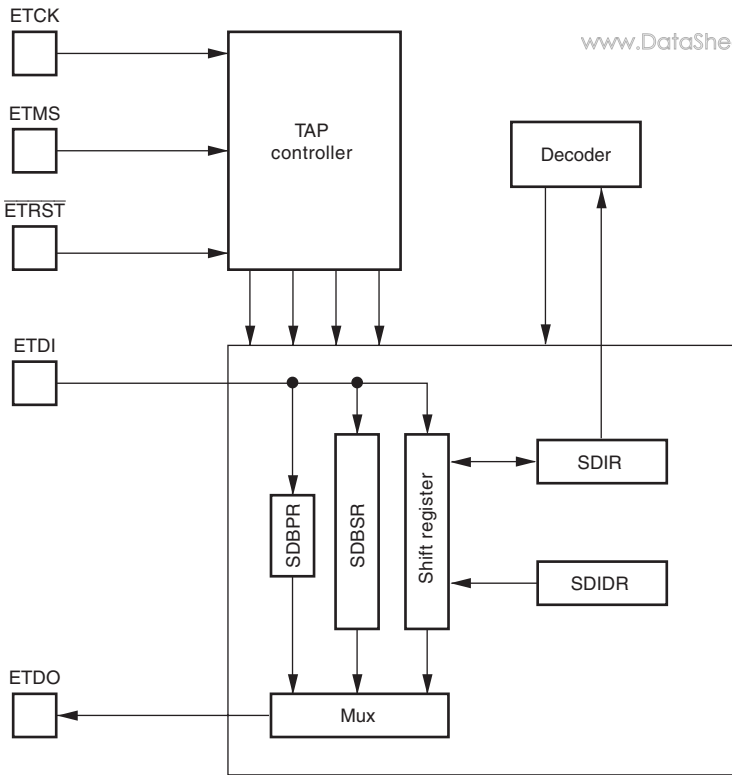 ETCK
www.DataShe
ETMS
TAP
controller
Decoder
ETRST
ETDI
SDIR
SDBPR
SDBSR
Shift register
SDIDR
ETDO
Mux